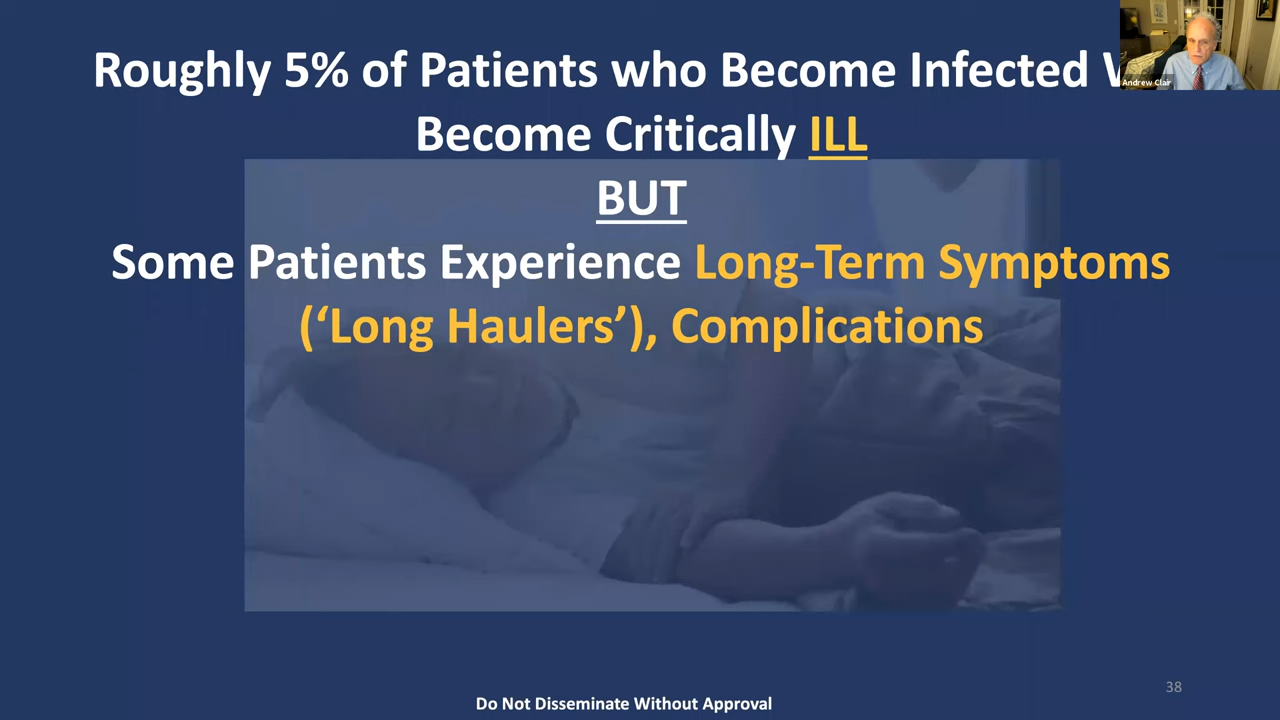 Roughly 5% of Patients who Become Infected
Become Critically ILL
BUT
Some Patients Experience Long-Term Symptoms
(‘Long Haulers’), Complications
Andrew Clair
38
Do Not Disseminate Without Approval